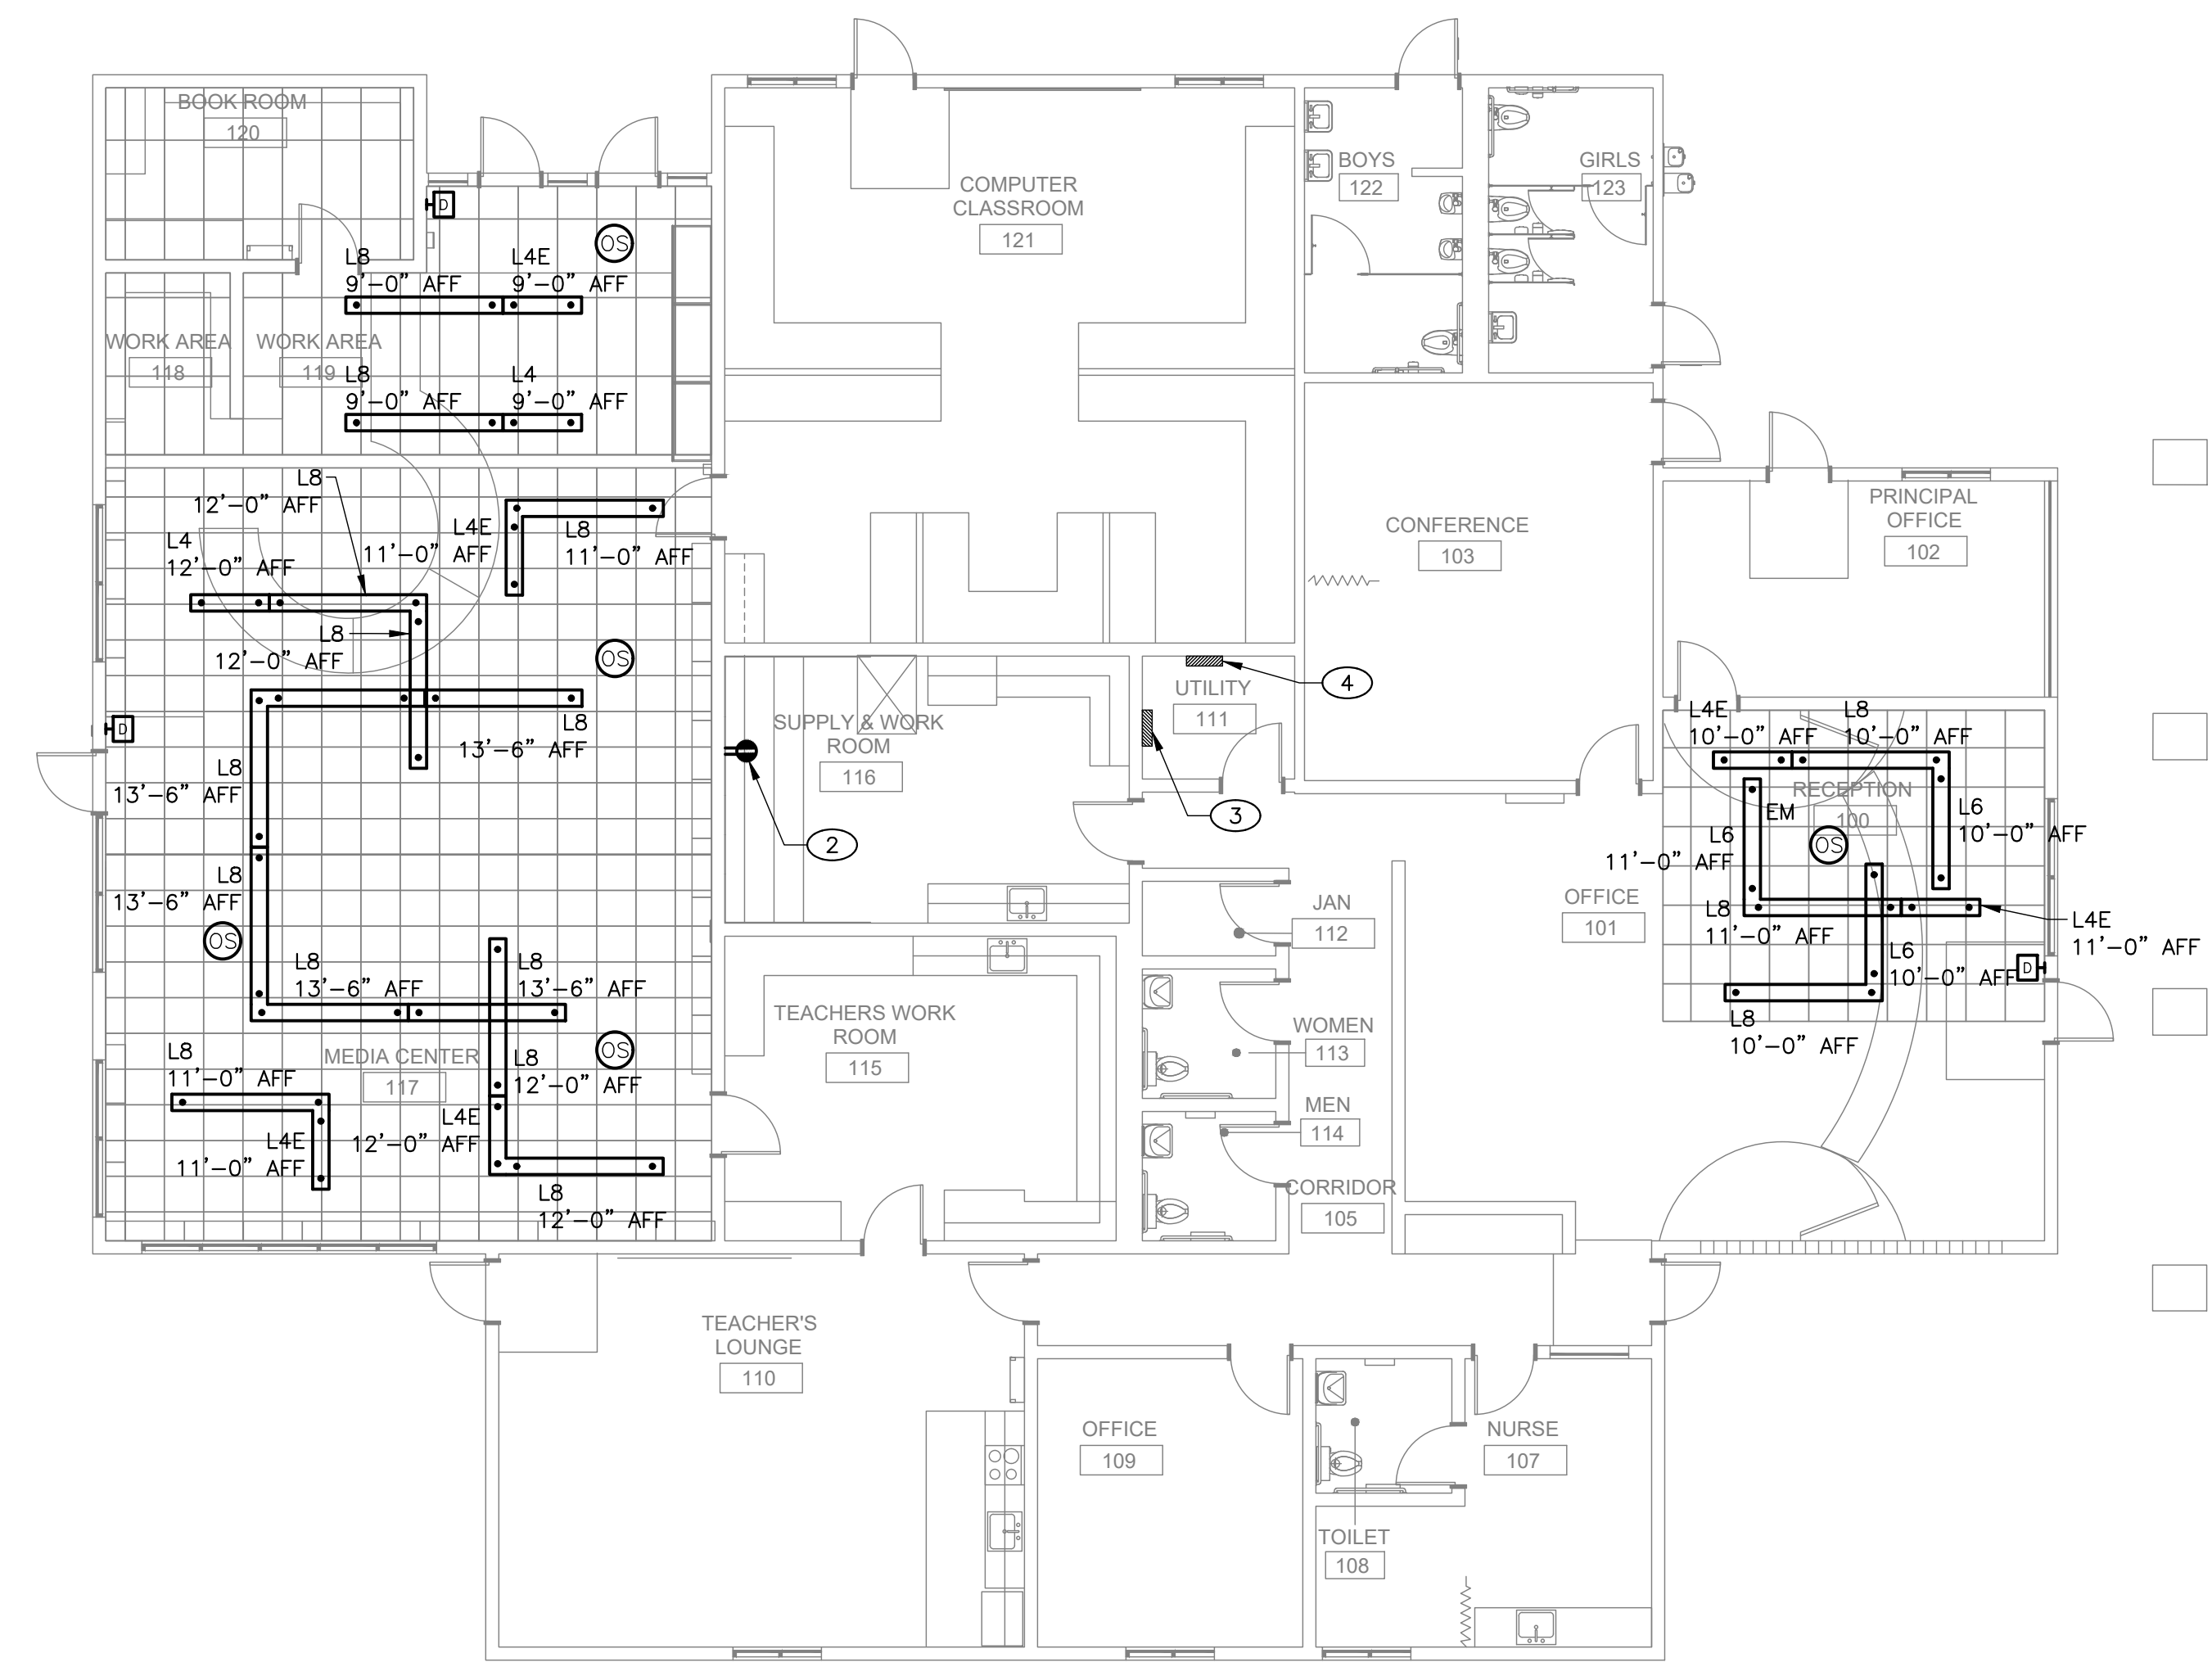 BOOK ROOM
120
D
OS
L8
9'-0" AFF
L4E
9'-0" AFF
WORK AREA
118
WORK AREA
119
L8
9'-0" AFF
L4
9'-0" AFF
COMPUTER
CLASSROOM
121
BOYS
122
GIRLS
123
L8
12'-0" AFF
L4
12'-0" AFF
L4E
11'-0" AFF
L8
11'-0" AFF
L8
12'-0" AFF
OS
L8
13'-6" AFF
D
L8
13'-6" AFF
L8
13'-6" AFF
OS
L8
13'-6" AFF
L8
13'-6" AFF
OS
MEDIA CENTER
117
L8
11'-0" AFF
L4E
11'-0" AFF
L8
12'-0" AFF
L4E
12'-0" AFF
L8
12'-0" AFF
CONFERENCE
103
PRINCIPAL
OFFICE
102
SUPPLY & WORK
ROOM
116
2
UTILITY
111
4
3
L4E
10'-0" AFF
L8
10'-0" AFF
RECEPTION
100
EM
OS
L6
10'-0" AFF
L6
11'-0" AFF
L8
11'-0" AFF
L4E
11'-0" AFF
L6
10'-0" AFF
D
L8
10'-0" AFF
OFFICE
101
JAN
112
WOMEN
113
MEN
114
TEACHERS WORK
ROOM
115
CORRIDOR
105
TEACHER'S
LOUNGE
110
OFFICE
109
NURSE
107
TOILET
108